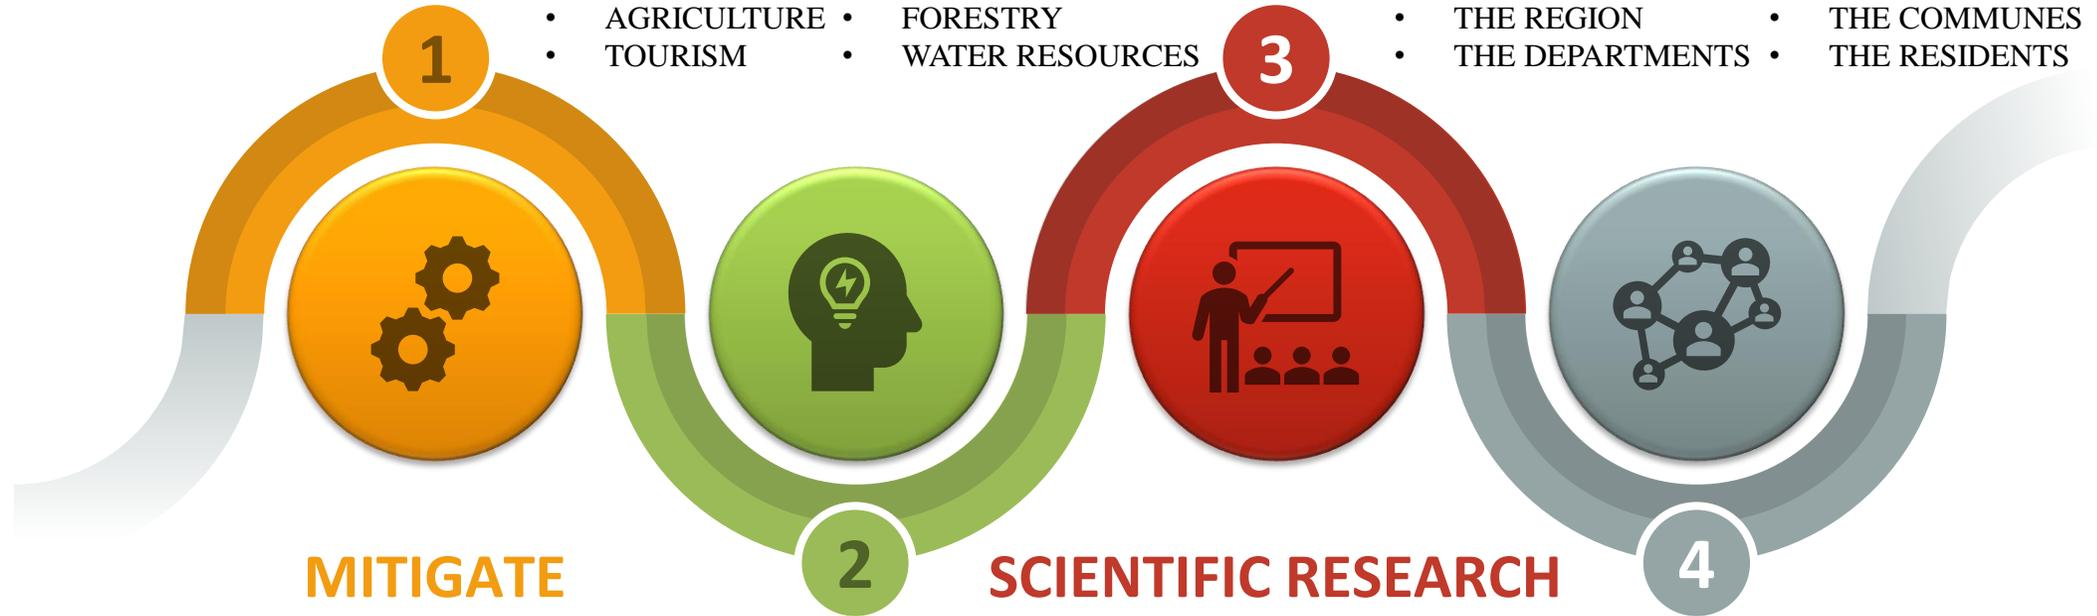 1
• AGRICULTURE • FORESTRY
• TOURISM • WATER RESOURCES
3
• THE REGION • THE COMMUNES
• THE DEPARTMENTS • THE RESIDENTS
MITIGATE
2
SCIENTIFIC RESEARCH
4